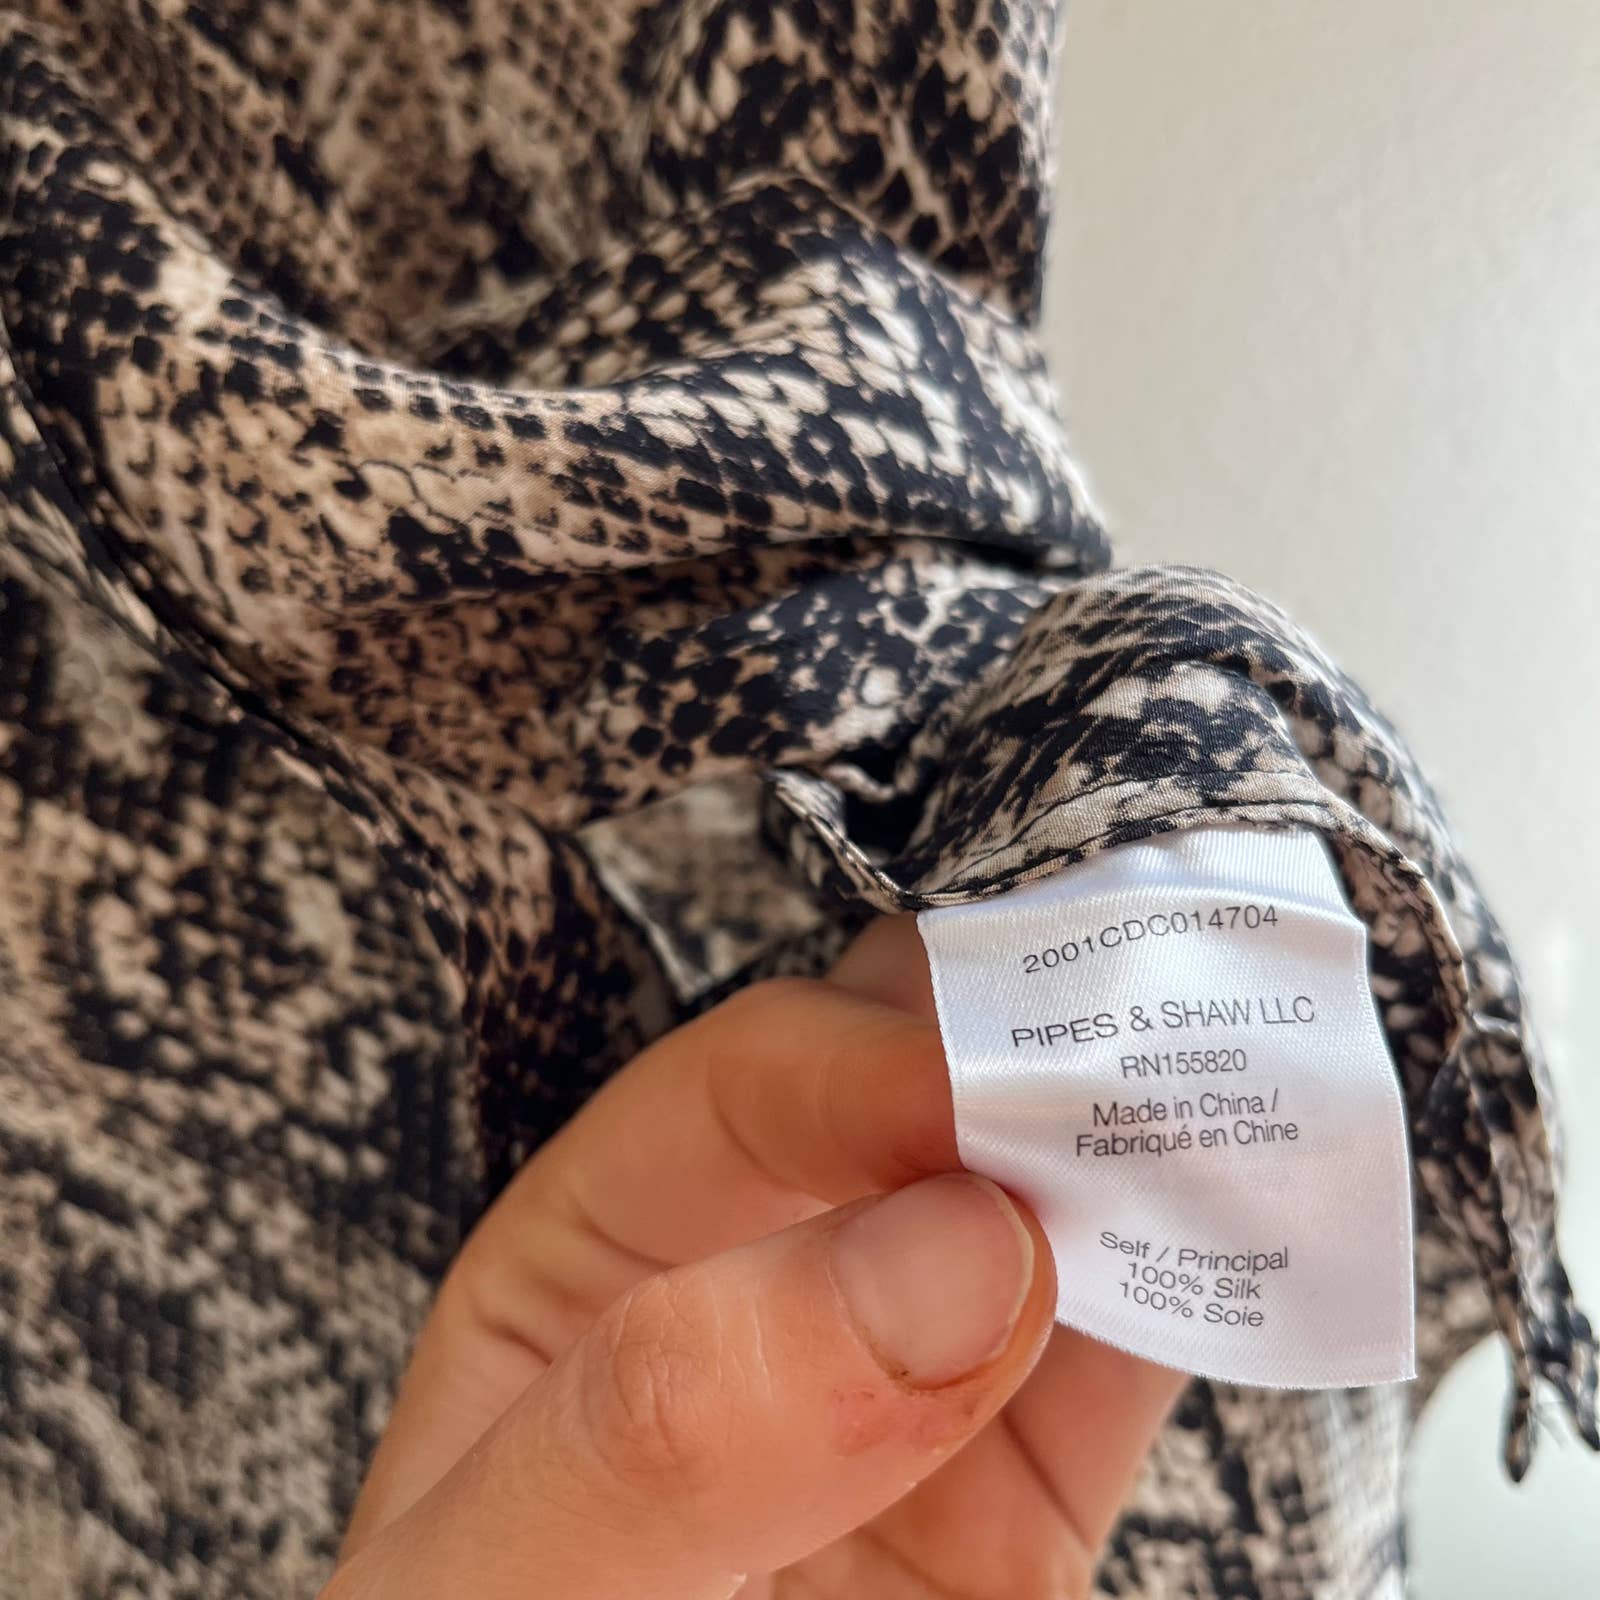 2001CDC014704
PIPES & SHAW LLC
RN155820
Made in China /
Fabriqué en Chine
Self / Principal
100% Silk
100% Soie